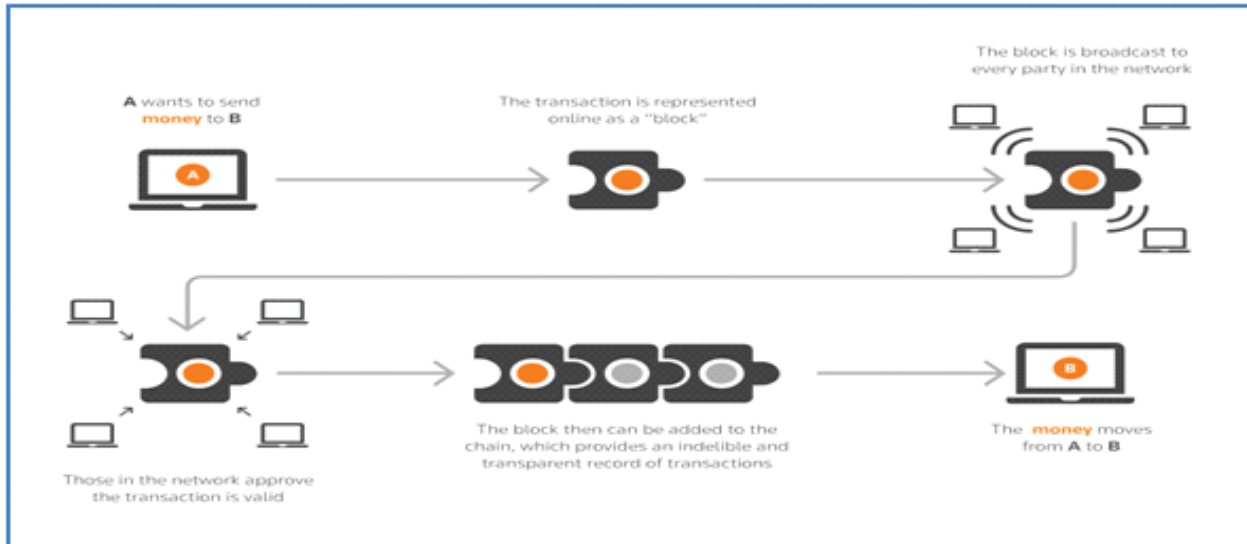 A wants to send
money to B
A
The transaction is represented
online as a "block"
The block is broadcast to
every party in the network
Those in the network approve
the transaction is valid
The block then can be added to the
chain, which provides an indelible and
transparent record of transactions
B
The money moves
from A to B